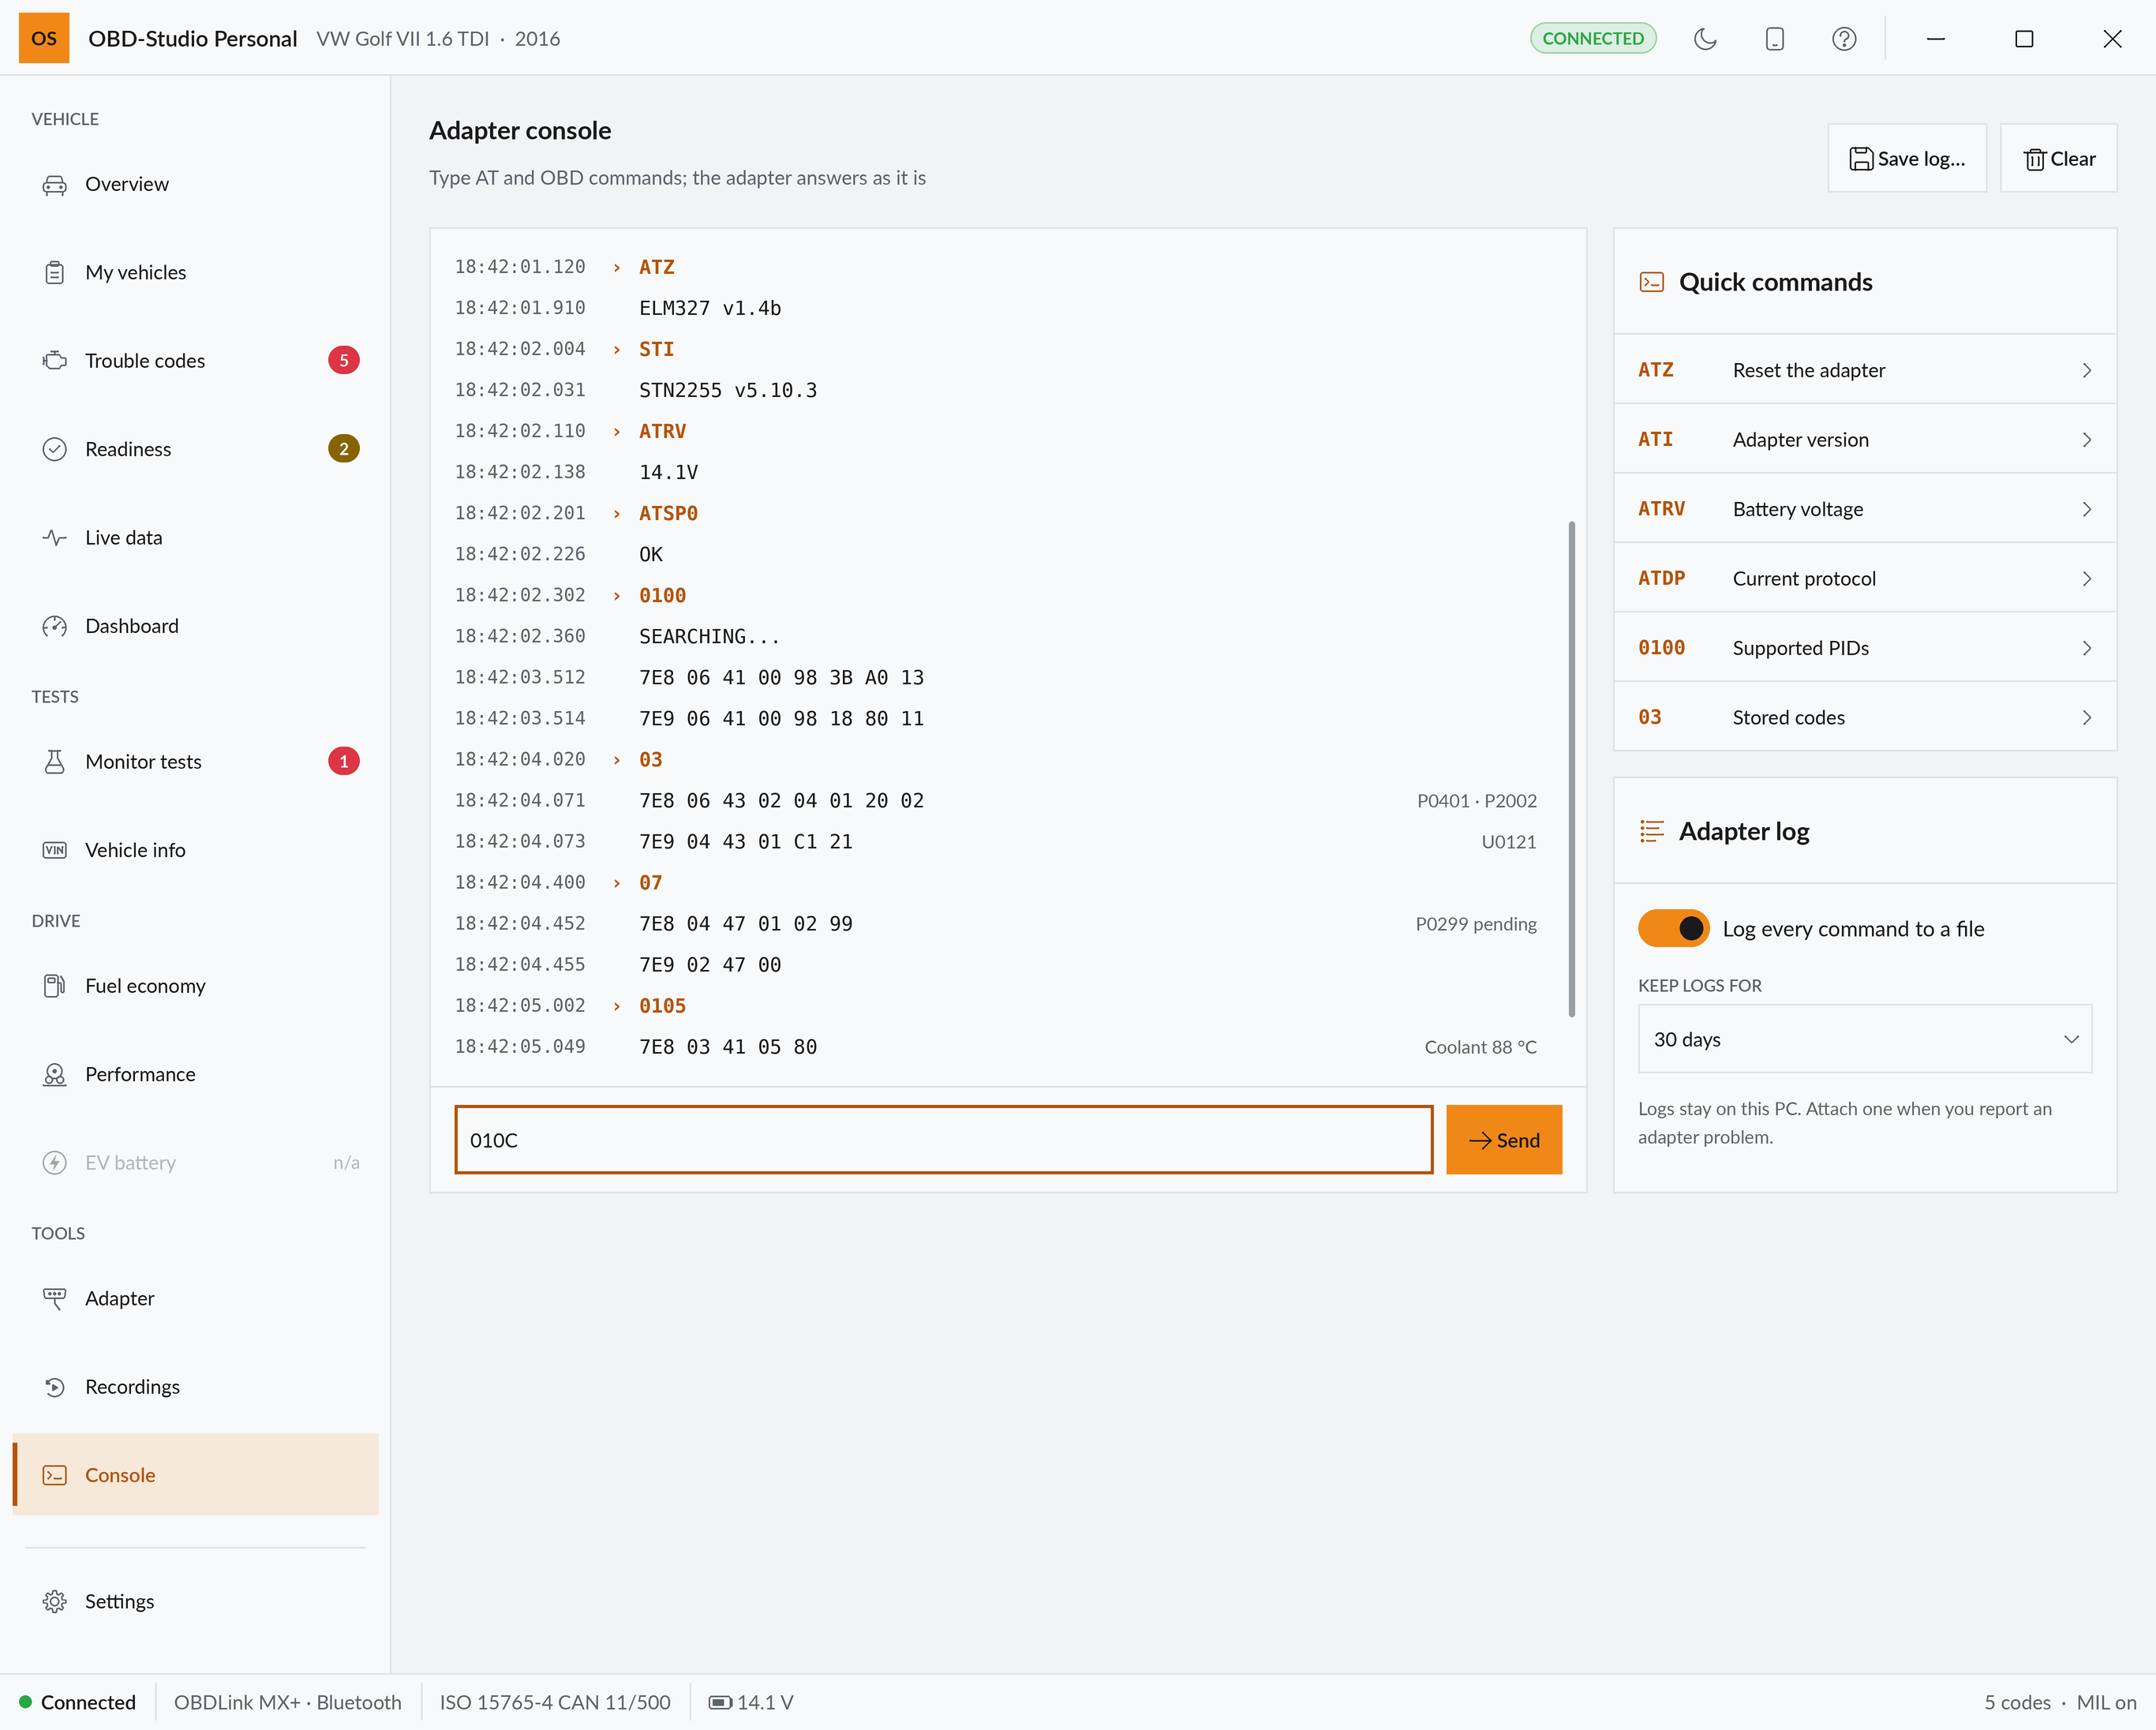 OS OBD-Studio Personal VW Golf VII 1.6 TDI · 2016 CONNECTED
VEHICLE
Overview
My vehicles
Trouble codes 5
Readiness 2
Live data
Dashboard
TESTS
Monitor tests 1
VIN Vehicle info
DRIVE
Fuel economy
Performance
EV battery n/a
TOOLS
Adapter
Recordings
Console
Settings
Adapter console
Type AT and OBD commands; the adapter answers as it is
Save log...
Clear
18:42:01.120 › ATZ
18:42:01.910 ELM327 v1.4b
18:42:02.004 › STI
18:42:02.031 STN2255 v5.10.3
18:42:02.110 › ATRV
18:42:02.138 14.1V
18:42:02.201 › ATSP0
18:42:02.226 OK
18:42:02.302 › 0100
18:42:02.360 SEARCHING...
18:42:03.512 7E8 06 41 00 98 3B A0 13
18:42:03.514 7E9 06 41 00 98 18 80 11
18:42:04.020 › 03
18:42:04.071 7E8 06 43 02 04 01 20 02 P0401 · P2002
18:42:04.073 7E9 04 43 01 C1 21 U0121
18:42:04.400 › 07
18:42:04.452 7E8 04 47 01 02 99 P0299 pending
18:42:04.455 7E9 02 47 00
18:42:05.002 › 0105
18:42:05.049 7E8 03 41 05 80 Coolant 88 °C
010C
Send
Quick commands
ATZ Reset the adapter
ATI Adapter version
ATRV Battery voltage
ATDP Current protocol
0100 Supported PIDs
03 Stored codes
Adapter log
Log every command to a file
KEEP LOGS FOR
30 days
Logs stay on this PC. Attach one when you report an
adapter problem.
Connected OBDLink MX+ · Bluetooth ISO 15765-4 CAN 11/500 14.1 V 5 codes · MIL on